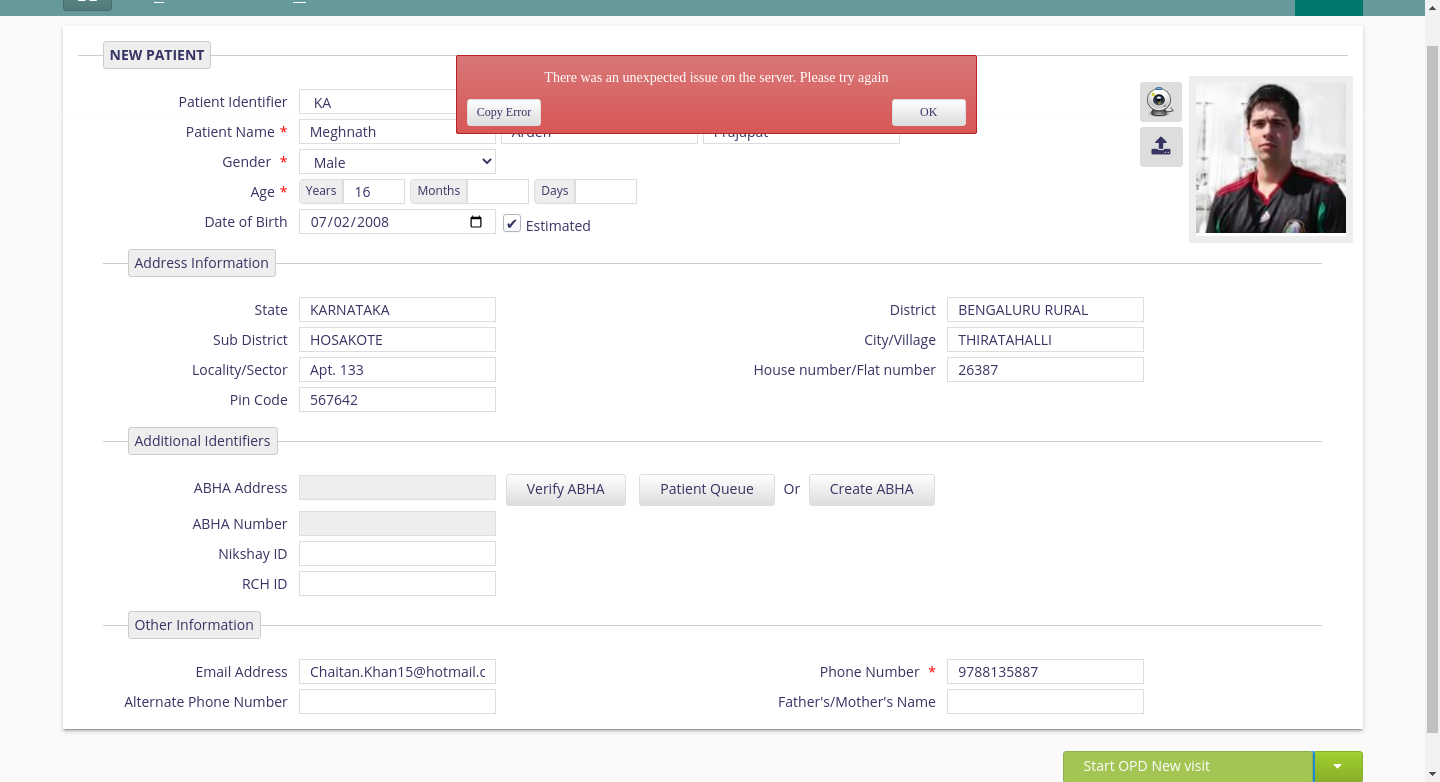 NEW PATIENT
There was an unexpected issue on the server. Please try again
Copy Error OK
Patient Identifier KA
Patient Name * Meghnath Prajapat
Gender * Male
Age * Years 16 Months Days
Date of Birth 07/02/2008 ✔ Estimated
Address Information
State KARNATAKA District BENGALURU RURAL
Sub District HOSAKOTE City/Village THIRATAHALLI
Locality/Sector Apt. 133 House number/Flat number 26387
Pin Code 567642
Additional Identifiers
ABHA Address Verify ABHA Patient Queue Or Create ABHA
ABHA Number
Nikshay ID
RCH ID
Other Information
Email Address Chaitan.Khan15@hotmail.c Phone Number * 9788135887
Alternate Phone Number Father's/Mother's Name
Start OPD New visit